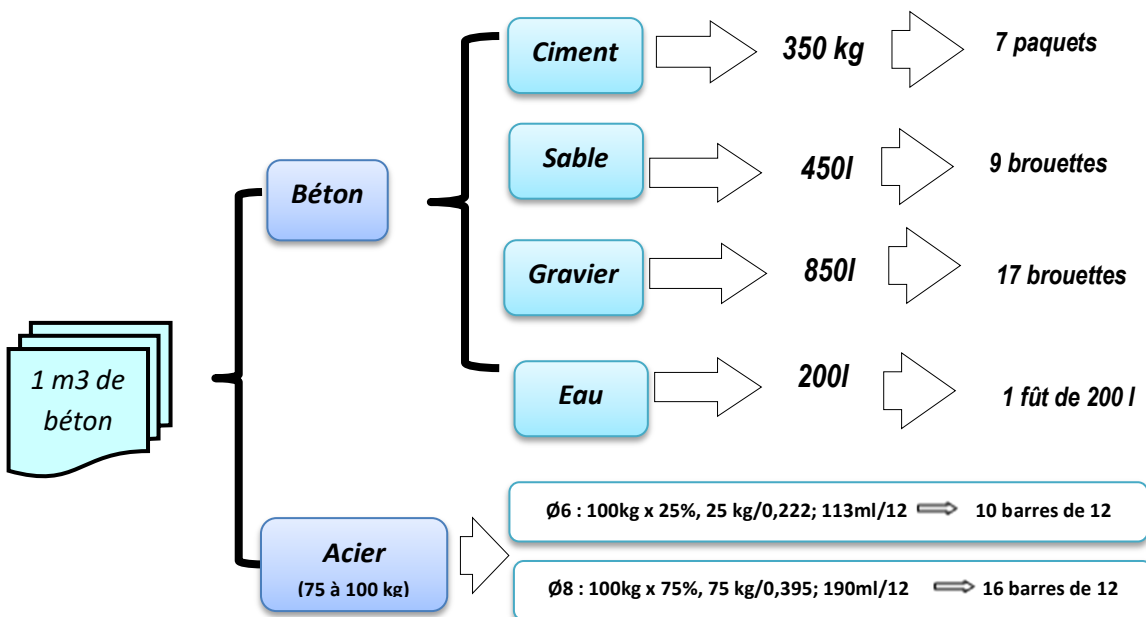 1 m3 de
béton
Béton
Ciment
350 kg
7 paquets
Sable
450l
9 brouettes
Gravier
850l
17 brouettes
Eau
200l
1 fût de 200 l
Acier
(75 à 100 kg)
Ø6 : 100kg x 25%, 25 kg/0,222; 113ml/12 10 barres de 12
Ø8 : 100kg x 75%, 75 kg/0,395; 190ml/12 16 barres de 12